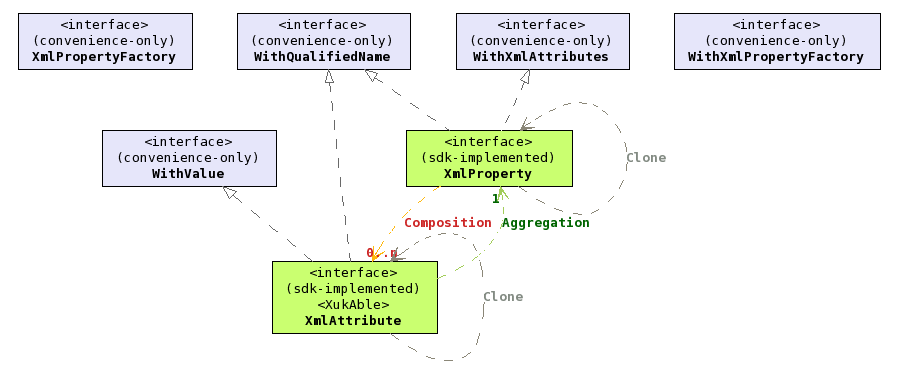 <interface>
(convenience-only)
XmlPropertyFactory
<interface>
(convenience-only)
WithQualifiedName
<interface>
(convenience-only)
WithXmlAttributes
<interface>
(convenience-only)
WithXmlPropertyFactory
<interface>
(convenience-only)
WithValue
<interface>
(sdk-implemented)
XmlProperty
Clone
1
Composition
Aggregation
0..n
<interface>
(sdk-implemented)
<XukAble>
XmlAttribute
Clone